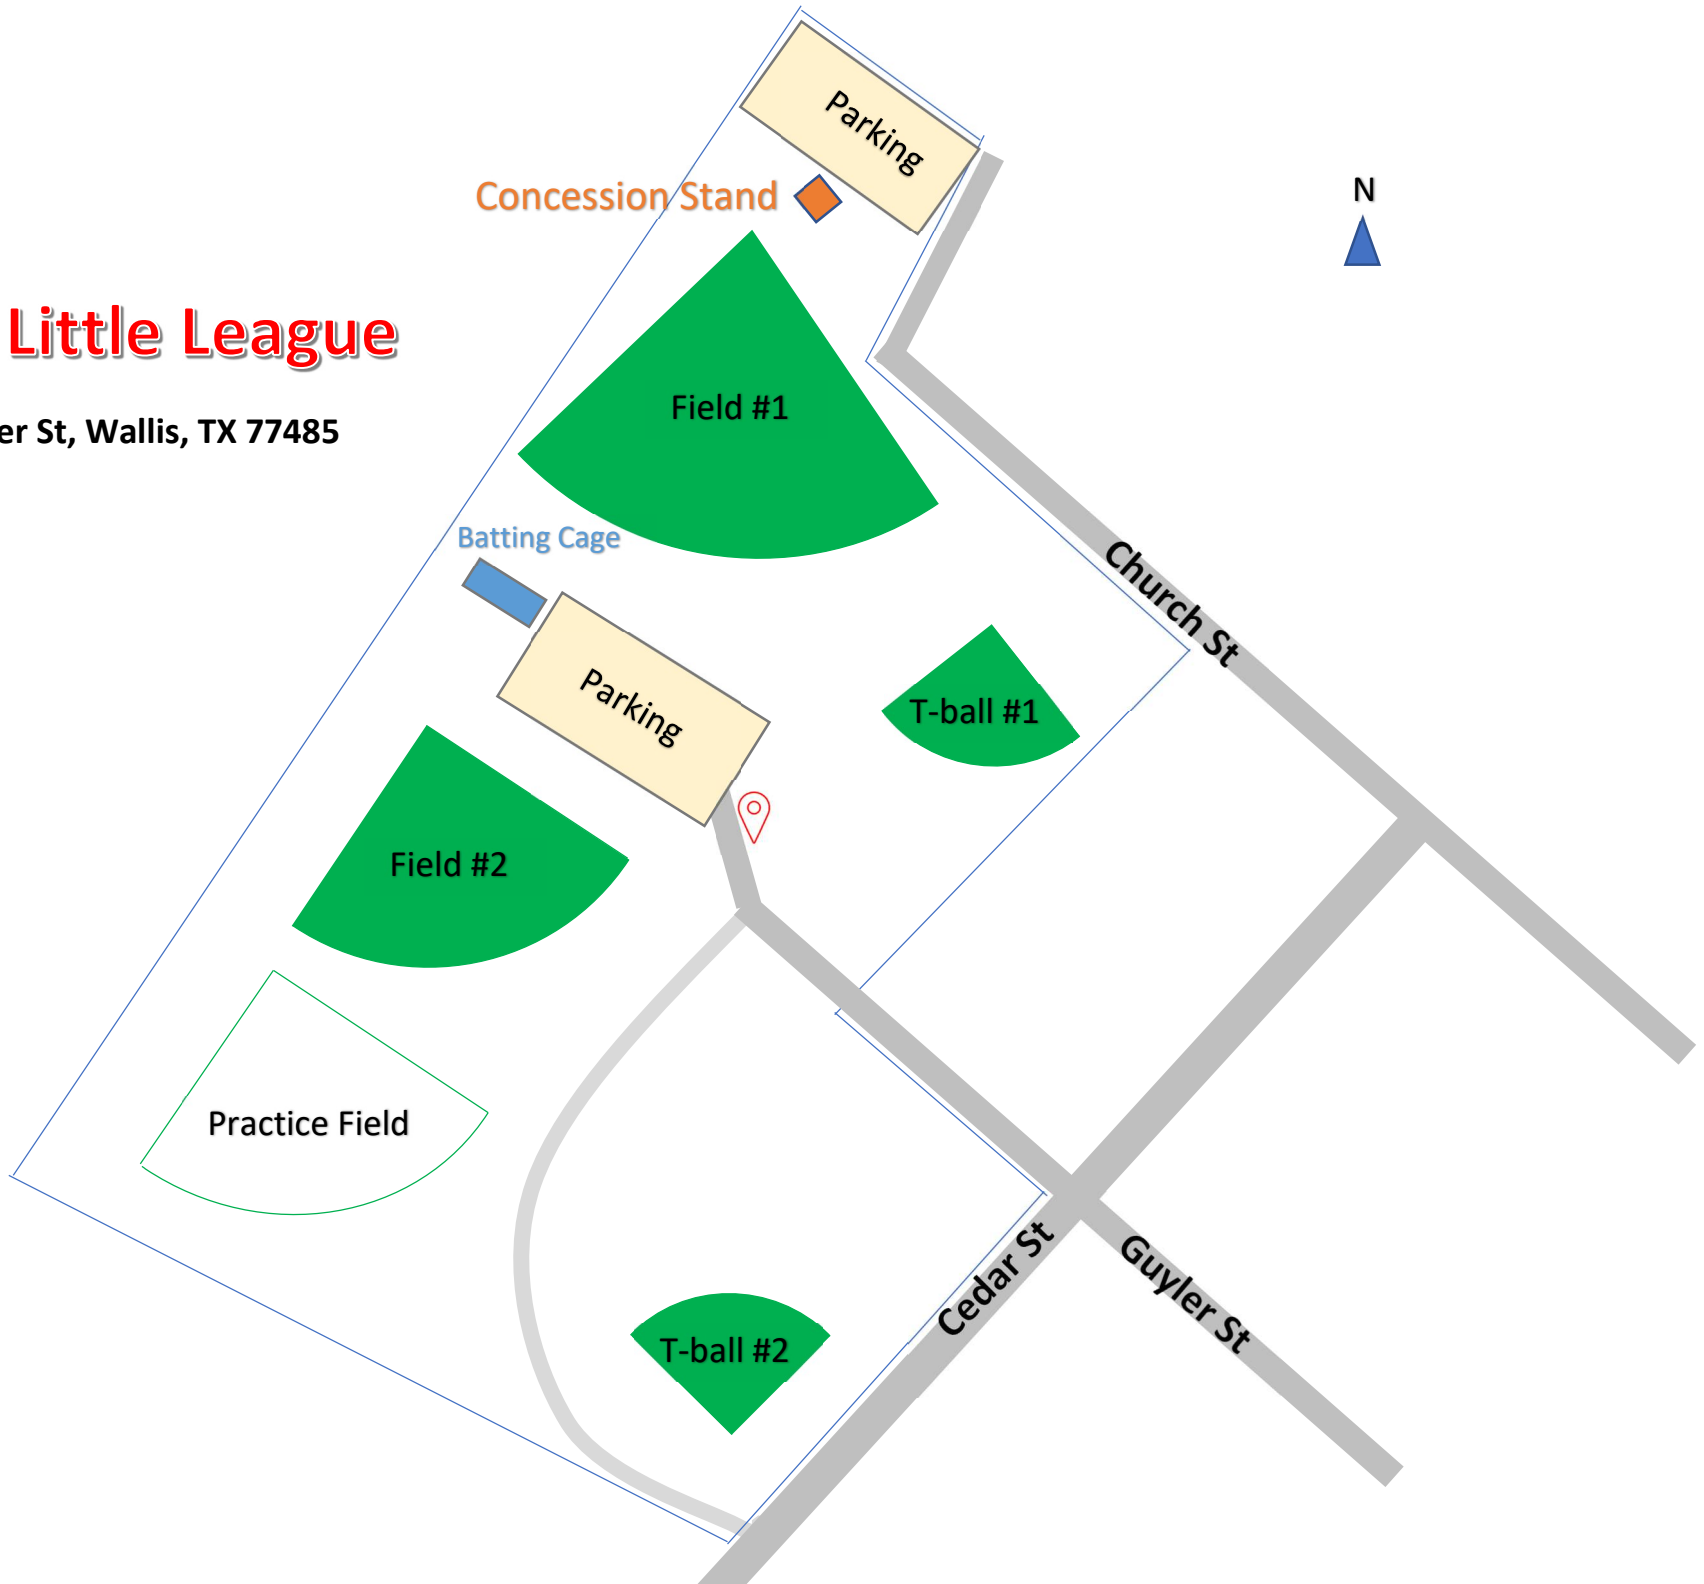 Parking
N
Concession Stand
Little League
Field #1
er St, Wallis, TX 77485
Batting Cage
Church St
Parking
T-ball #1
Field #2
Practice Field
Cedar St
Guyler St
T-ball #2